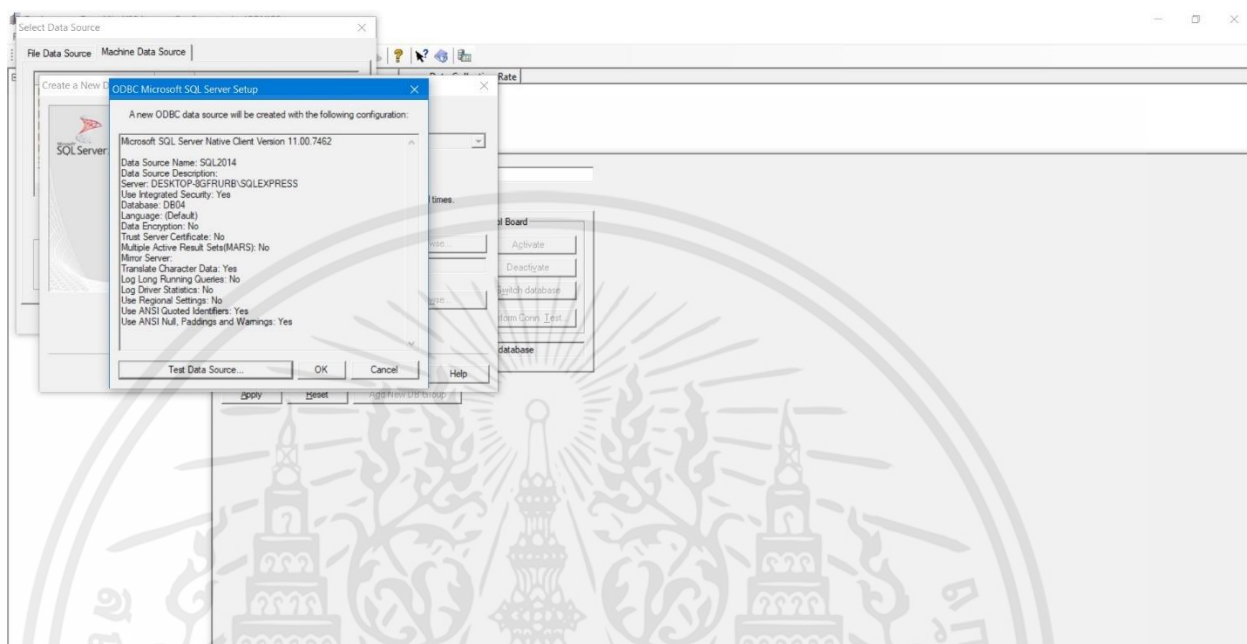 Select Data Source
File Data Source Machine Data Source
Rate
Create a New D
SQL Server
ODBC Microsoft SQL Server Setup
A new ODBC data source will be created with the following configuration:
Microsoft SQL Server Native Client Version 11.00.7462
Data Source Name: SQL2014
Data Source Description:
Server: DESKTOP-8GFRURB\SQLEXPRESS
Use Integrated Security: Yes
Database: DB04
Language: (Default)
Data Encryption: No
Trust Server Certificate: No
Multiple Active Result Sets(MARS): No
Mirror Server:
Translate Character Data: Yes
Log Long Running Queries: No
Log Driver Statistics: No
Use Regional Settings: No
Use ANSI Quoted Identifiers: Yes
Use ANSI Null, Paddings and Warnings: Yes
Test Data Source... OK Cancel
Help
times.
Board
Activate
Deactivate
Switch database
Conn. Test...
database
Apply Reset Add New DB Group